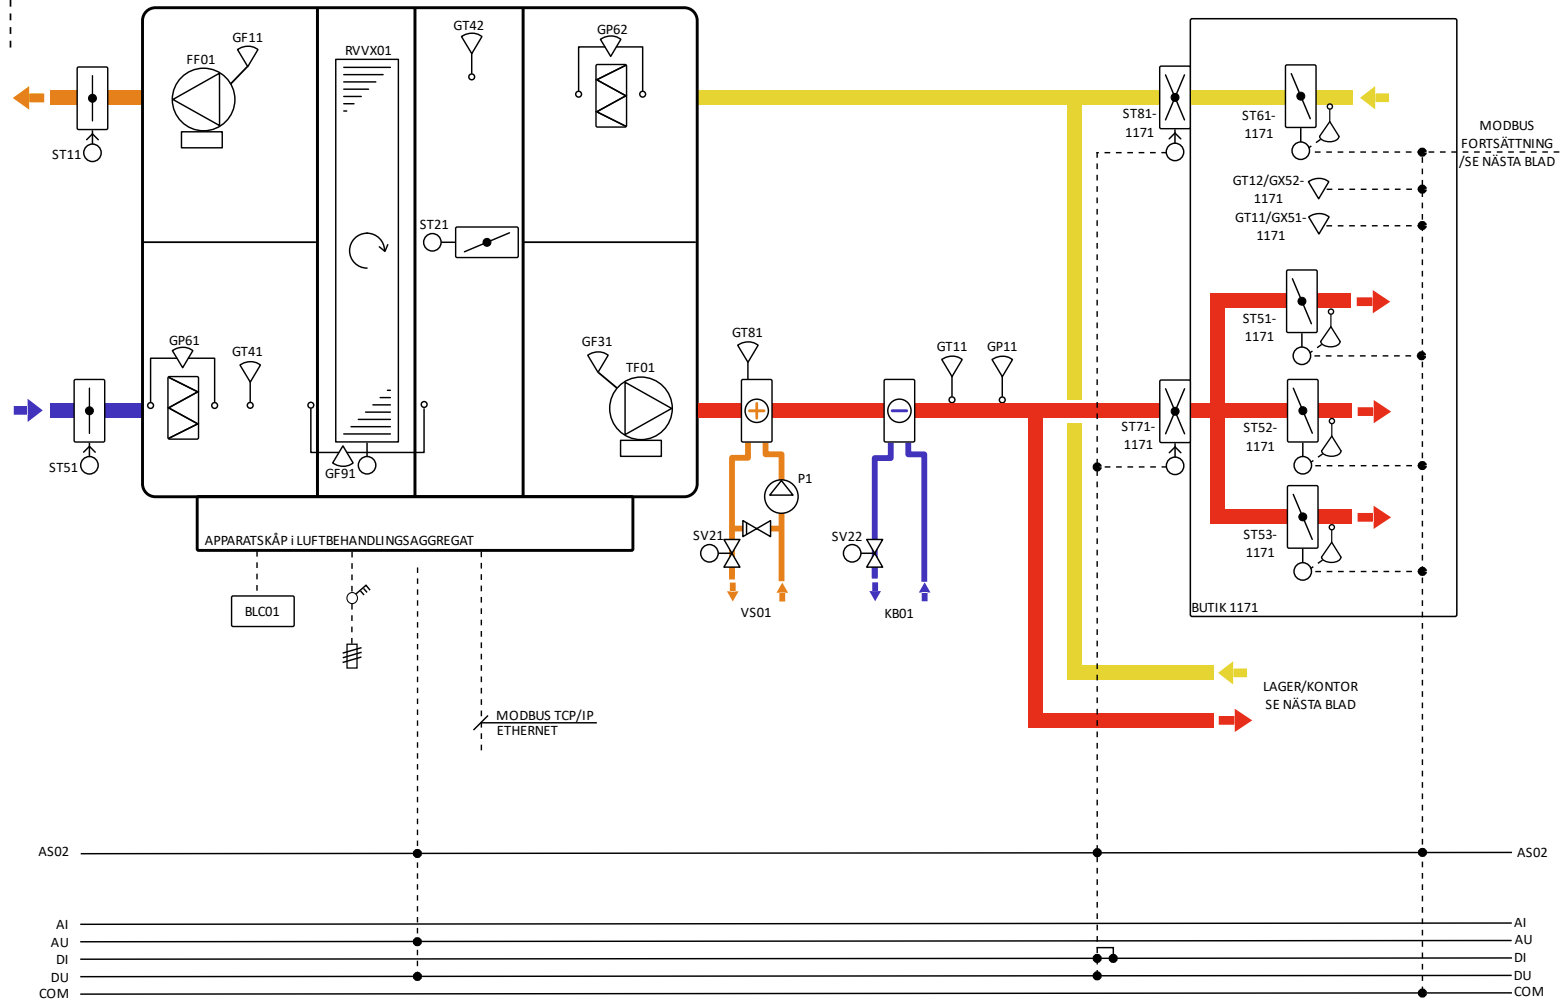 GT42
GF11
GP62
FF01
RVVX01
ST81-
1171
ST61-
1171
MODBUS
FORTSÄTTNING
/SE NÄSTA BLAD
ST11
GT12/GX52-
1171
GT11/GX51-
1171
ST21
GP61
GT41
GF31
TF01
GT81
GT11
GP11
ST51-
1171
ST71-
1171
ST52-
1171
ST51
GF91
P1
SV21
SV22
ST53-
1171
APPARATSKÅP i LUFTBEHANDLINGSAGGREGAT
BLC01
VS01
KB01
BUTIK 1171
LAGER/KONTOR
SE NÄSTA BLAD
MODBUS TCP/IP
ETHERNET
AS02
AS02
AI
AI
AU
AU
DI
DI
DU
DU
COM
COM